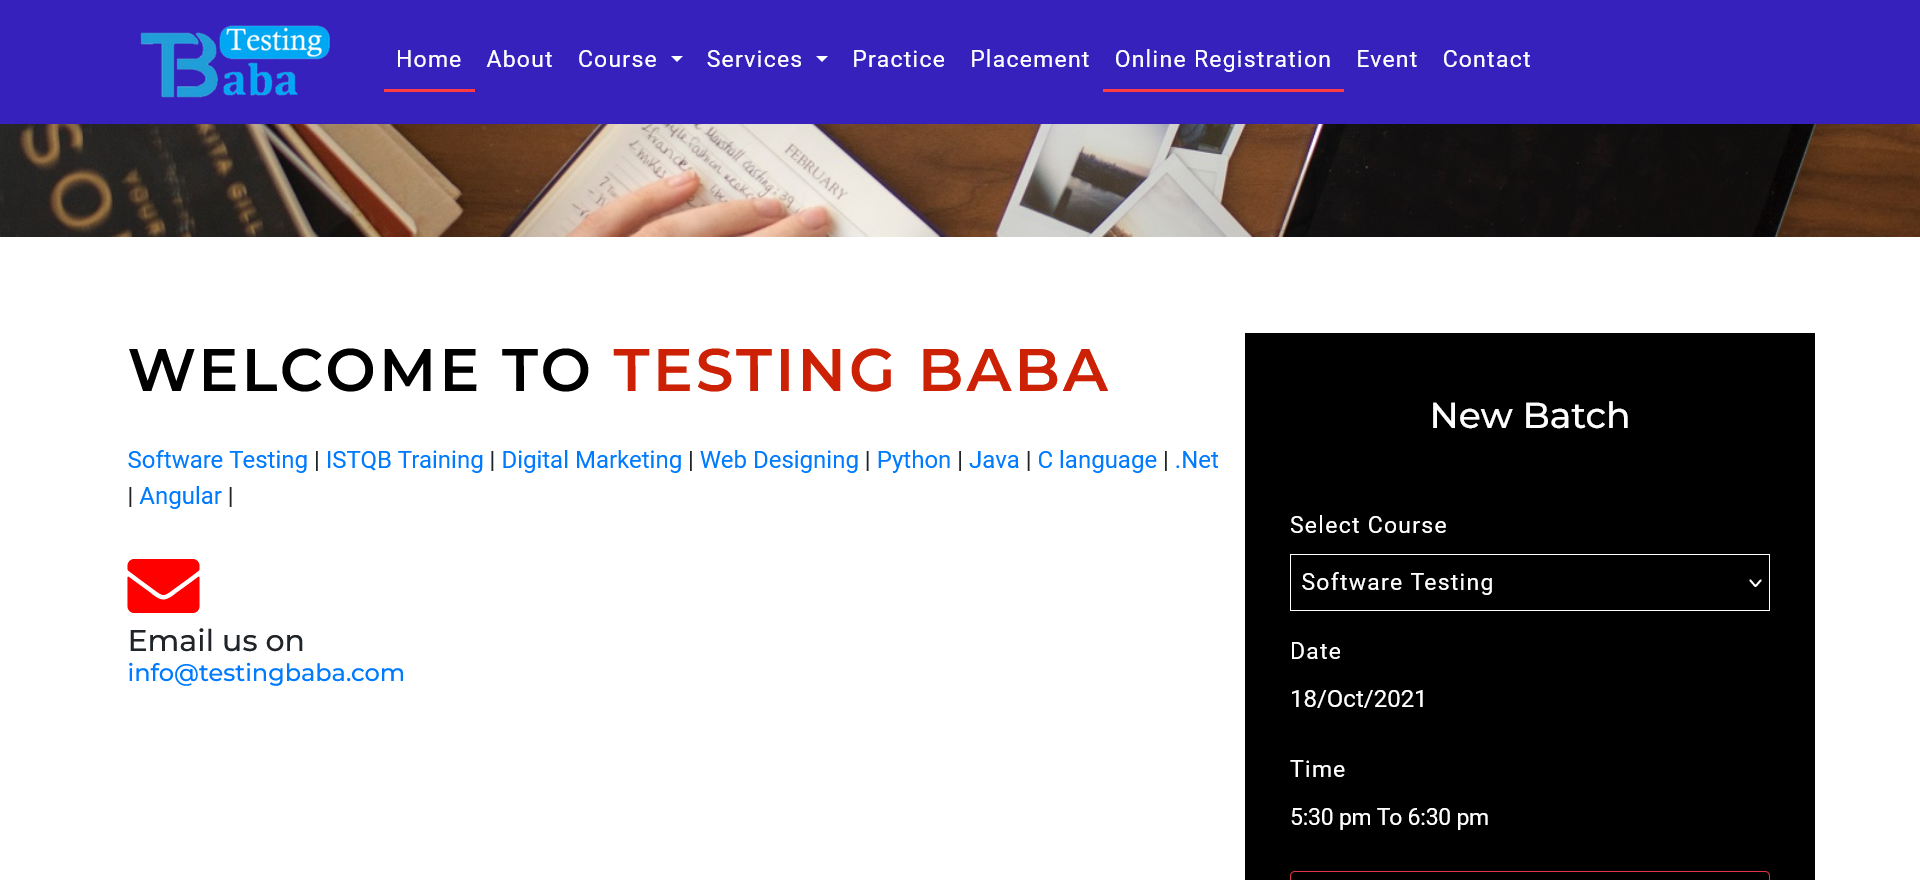 Testing
Baba
Home About Course Services Practice Placement Online Registration Event Contact
FEBRUARY
WELCOME TO TESTING BABA
Software Testing | ISTQB Training | Digital Marketing | Web Designing | Python | Java | C language | .Net
| Angular |
Email us on
info@testingbaba.com
New Batch
Select Course
Software Testing
Date
18/Oct/2021
Time
5:30 pm To 6:30 pm